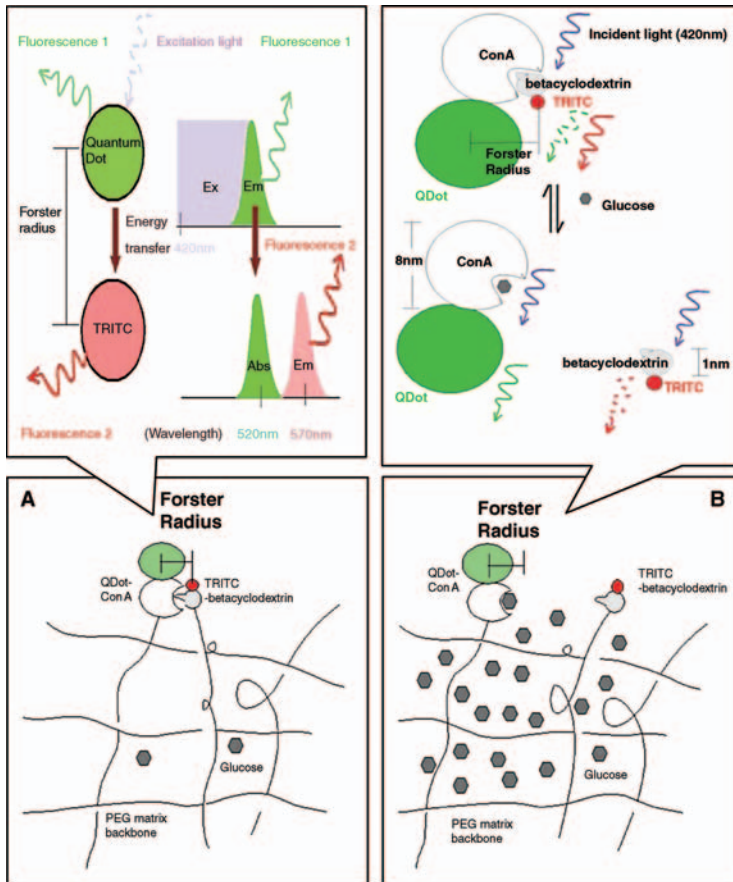 Fluorescence 1
Excitation light
Fluorescence 1
Quantum
Dot
Ex
Em
Forster
radius
Energy
transfer
420nm
Fluorescence 2
TRITC
Abs
Em
Fluorescence 2
(Wavelength)
520nm
570nm
ConA
Incident light (420nm)
betacyclodextrin
TRITC
Forster
Radius
QDot
Glucose
8nm
ConA
betacyclodextrin
1nm
TRITC
QDot
A
Forster
Radius
QDot-
Con A
TRITC
-betacyclodextrin
Glucose
PEG matrix
backbone
B
Forster
Radius
QDot-
Con A
TRITC
-betacyclodextrin
Glucose
PEG matrix
backbone